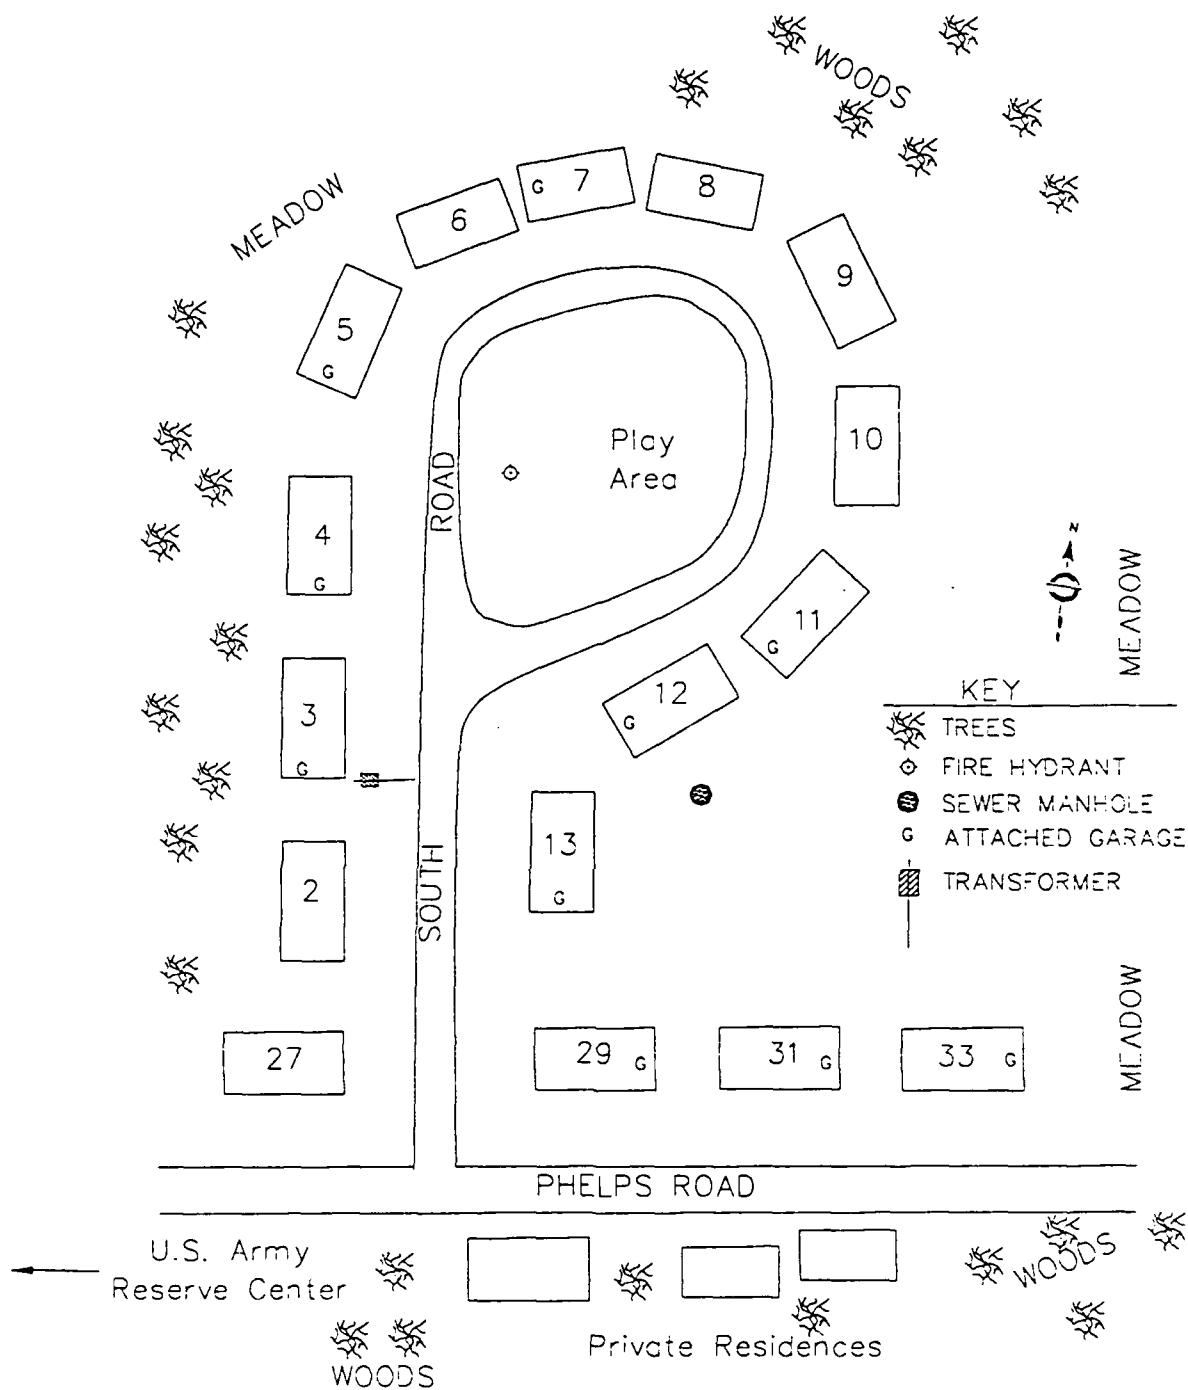 WOODS
MEADOW
G 7
8
6
9
5
G
Play
Area
10
ROAD
4
G
N
MEADOW
11
G
12
G
3
G
KEY
TREES
FIRE HYDRANT
SEWER MANHOLE
G ATTACHED GARAGE
TRANSFORMER
13
G
2
SOUTH
MEADOW
27
29 G
31 G
33 G
PHELPS ROAD
U.S. Army
Reserve Center
WOODS
Private Residences
WOODS